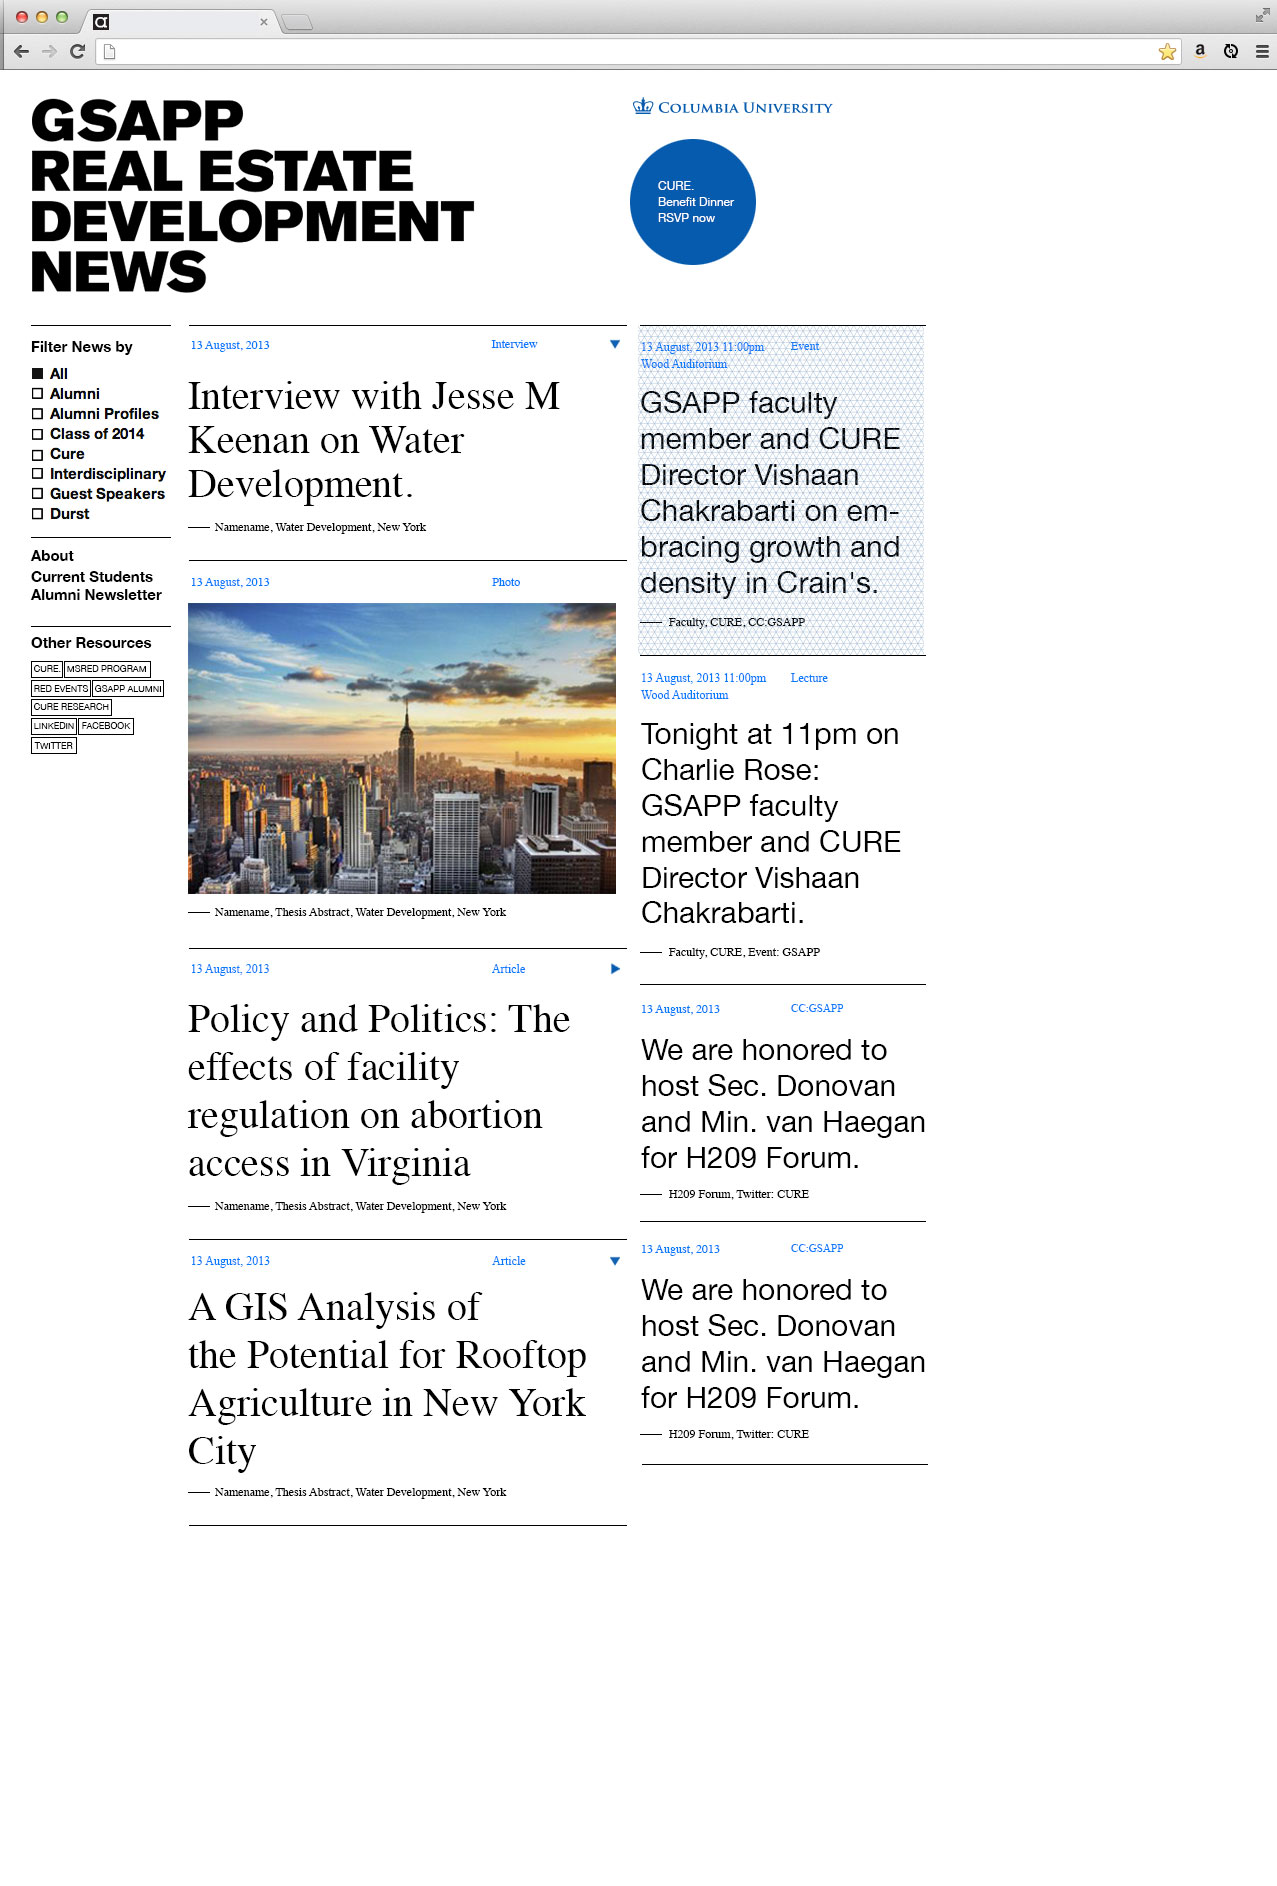 GSAPP
REAL ESTATE
DEVELOPMENT
NEWS
COLUMBIA UNIVERSITY
CURE.
Benefit Dinner
RSVP now
Filter News by
All
Alumni
Alumni Profiles
Class of 2014
Cure
Interdisciplinary
Guest Speakers
Durst
About
Current Students
Alumni Newsletter
Other Resources
CURE. MSRED PROGRAM
RED EVENTS GSAPP ALUMNI
CURE RESEARCH
LINKEDIN FACEBOOK
TWITTER
13 August, 2013 Interview
Interview with Jesse M
Keenan on Water
Development.
Namename, Water Development, New York
13 August, 2013 Photo
Namename, Thesis Abstract, Water Development, New York
13 August, 2013 Article
Policy and Politics: The
effects of facility
regulation on abortion
access in Virginia
Namename, Thesis Abstract, Water Development, New York
13 August, 2013 Article
A GIS Analysis of
the Potential for Rooftop
Agriculture in New York
City
Namename, Thesis Abstract, Water Development, New York
13 August, 2013 11:00pm Event
Wood Auditorium
GSAPP faculty
member and CURE
Director Vishaan
Chakrabarti on em-
bracing growth and
density in Crain's.
Faculty, CURE, CC:GSAPP
13 August, 2013 11:00pm Lecture
Wood Auditorium
Tonight at 11pm on
Charlie Rose:
GSAPP faculty
member and CURE
Director Vishaan
Chakrabarti.
Faculty, CURE, Event: GSAPP
13 August, 2013 CC:GSAPP
We are honored to
host Sec. Donovan
and Min. van Haegan
for H209 Forum.
H209 Forum, Twitter: CURE
13 August, 2013 CC:GSAPP
We are honored to
host Sec. Donovan
and Min. van Haegan
for H209 Forum.
H209 Forum, Twitter: CURE